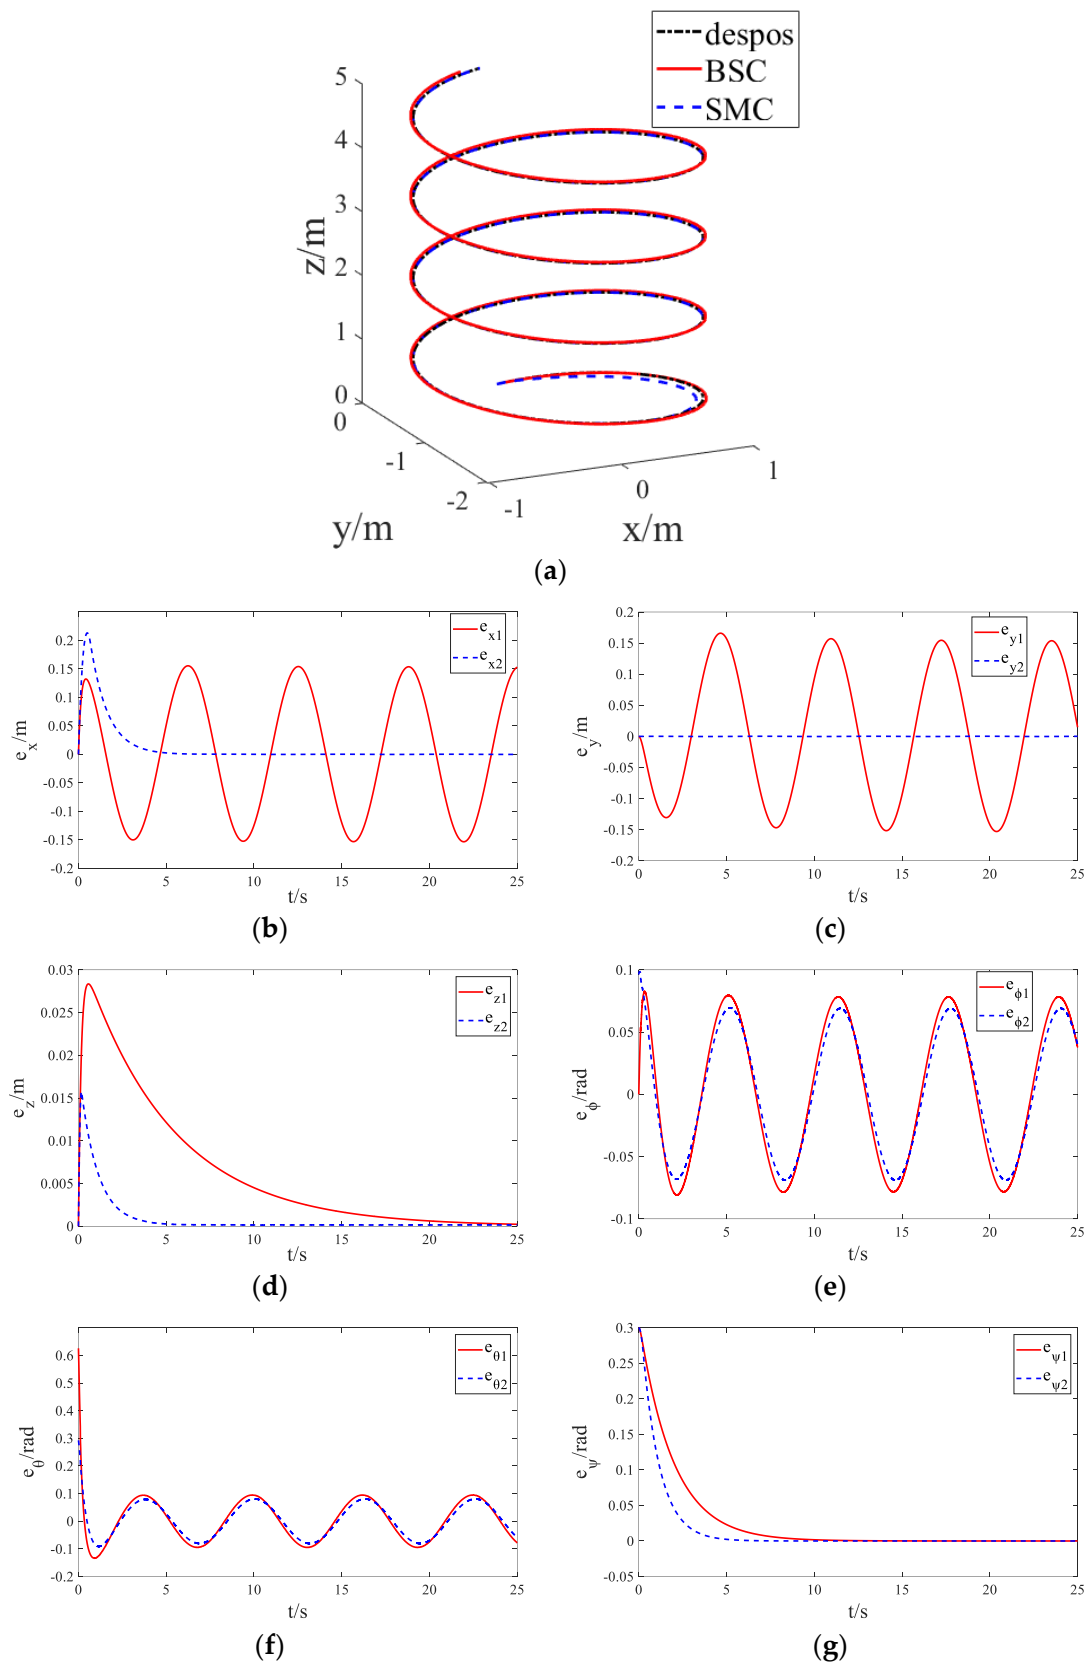 despos
BSC
SMC
5
4
3
2
1
0
z/m
0
-1
-2
y/m
-1
0
1
x/m
(a)
e_x1
e_x2
0.2
0.15
0.1
0.05
0
-0.05
-0.1
-0.15
-0.2
e_x/m
0 5 10 15 20 25
t/s
(b)
e_y1
e_y2
0.2
0.15
0.1
0.05
0
-0.05
-0.1
-0.15
-0.2
e_y/m
0 5 10 15 20 25
t/s
(c)
e_z1
e_z2
0.03
0.025
0.02
0.015
0.01
0.005
0
e_z/m
0 5 10 15 20 25
t/s
(d)
e_ϕ1
e_ϕ2
0.1
0.05
0
-0.05
-0.1
e_ϕ/rad
0 5 10 15 20 25
t/s
(e)
e_θ1
e_θ2
0.6
0.5
0.4
0.3
0.2
0.1
0
-0.1
-0.2
e_θ/rad
0 5 10 15 20 25
t/s
(f)
e_ψ1
e_ψ2
0.3
0.25
0.2
0.15
0.1
0.05
0
-0.05
e_ψ/rad
0 5 10 15 20 25
t/s
(g)